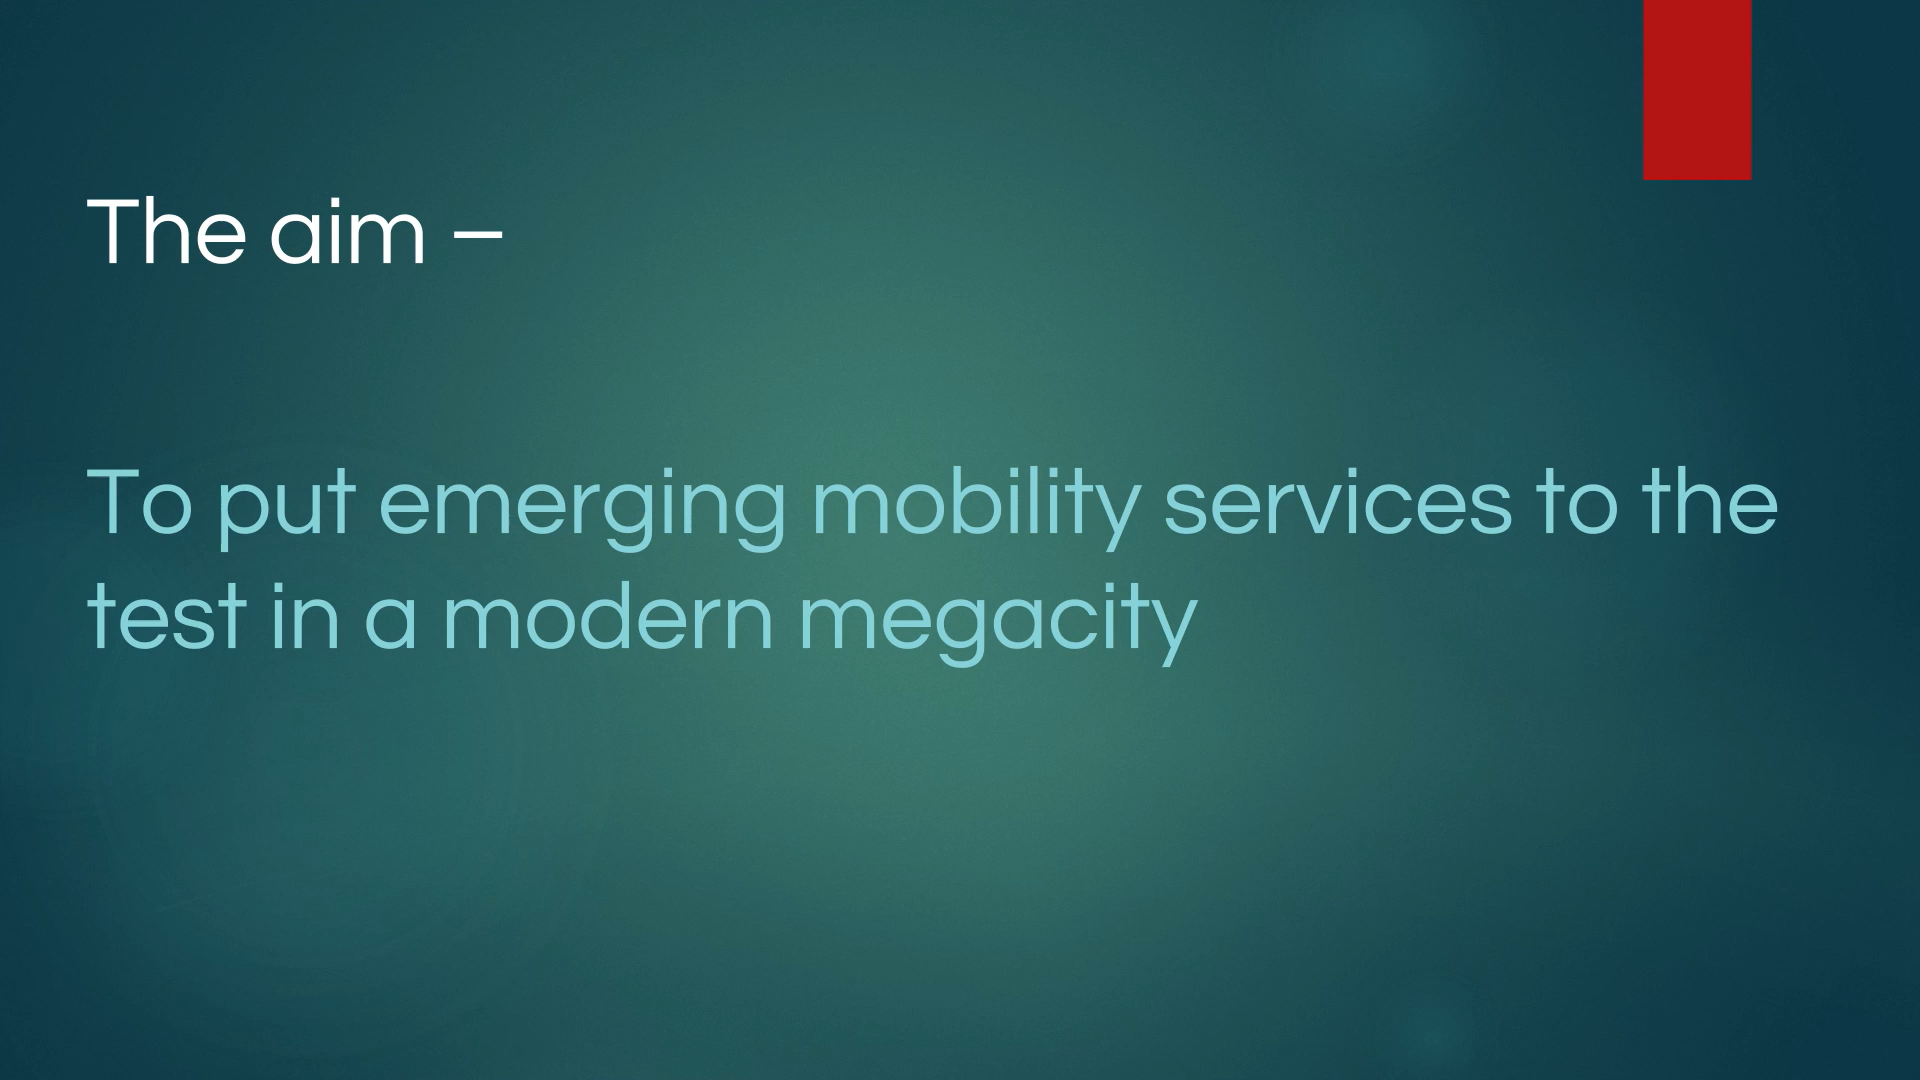 The aim –
To put emerging mobility services to the
test in a modern megacity